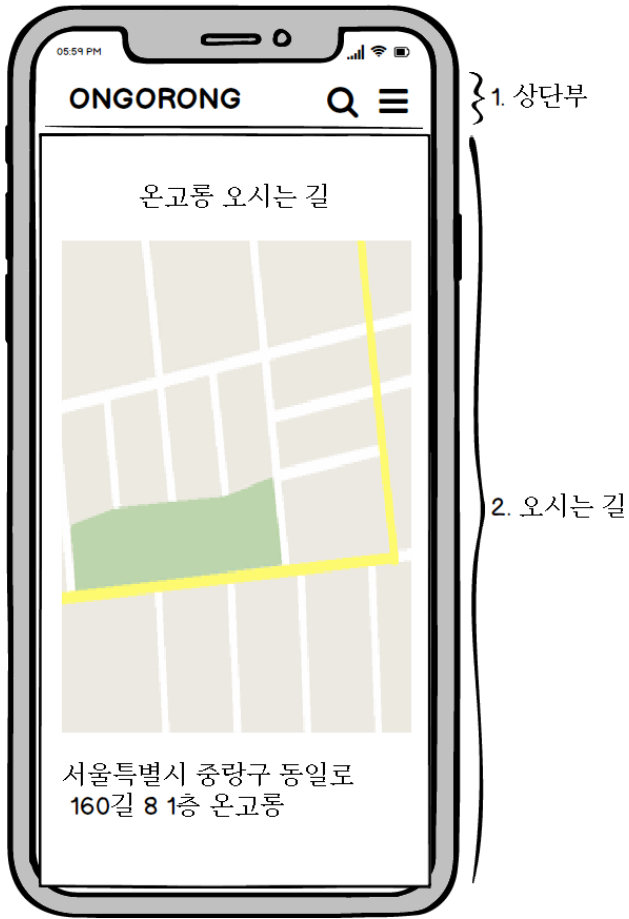 05:59 PM
ONGORONG
1. 상단부
온고롱 오시는 길
2. 오시는 길
서울특별시 중랑구 동일로
160길 8 1층 온고롱